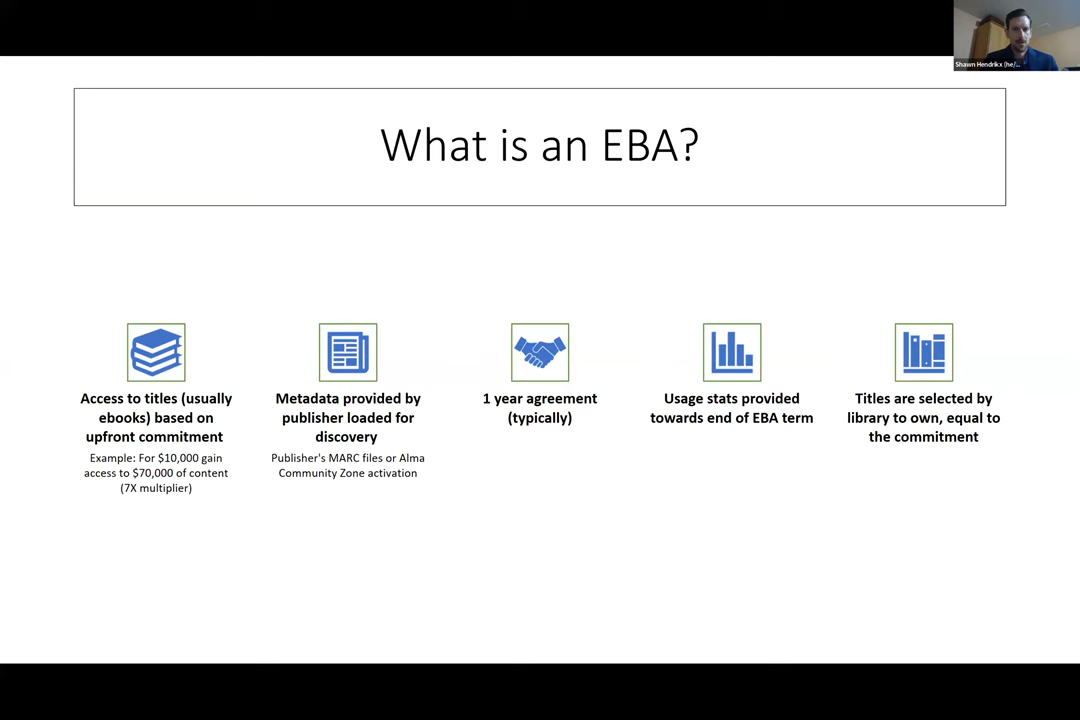 Shawn Hendrikx (he/...
What is an EBA?
Access to titles (usually
ebooks) based on
upfront commitment
Example: For $10,000 gain
access to $70,000 of content
(7X multiplier)
Metadata provided by
publisher loaded for
discovery
Publisher's MARC files or Alma
Community Zone activation
1 year agreement
(typically)
Usage stats provided
towards end of EBA term
Titles are selected by
library to own, equal to
the commitment